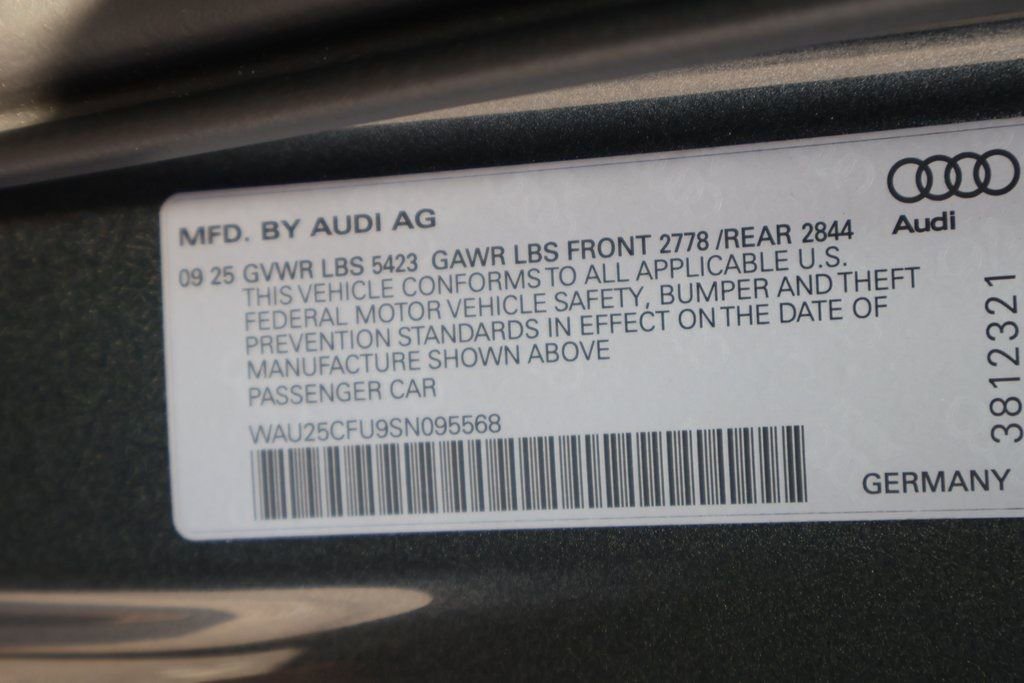 MFD. BY AUDI AG
09 25 GVWR LBS 5423 GAWR LBS FRONT 2778 /REAR 2844
THIS VEHICLE CONFORMS TO ALL APPLICABLE U.S.
FEDERAL MOTOR VEHICLE SAFETY, BUMPER AND THEFT
PREVENTION STANDARDS IN EFFECT ON THE DATE OF
MANUFACTURE SHOWN ABOVE
PASSENGER CAR
WAU25CFU9SN095568
Audi
3812321
GERMANY